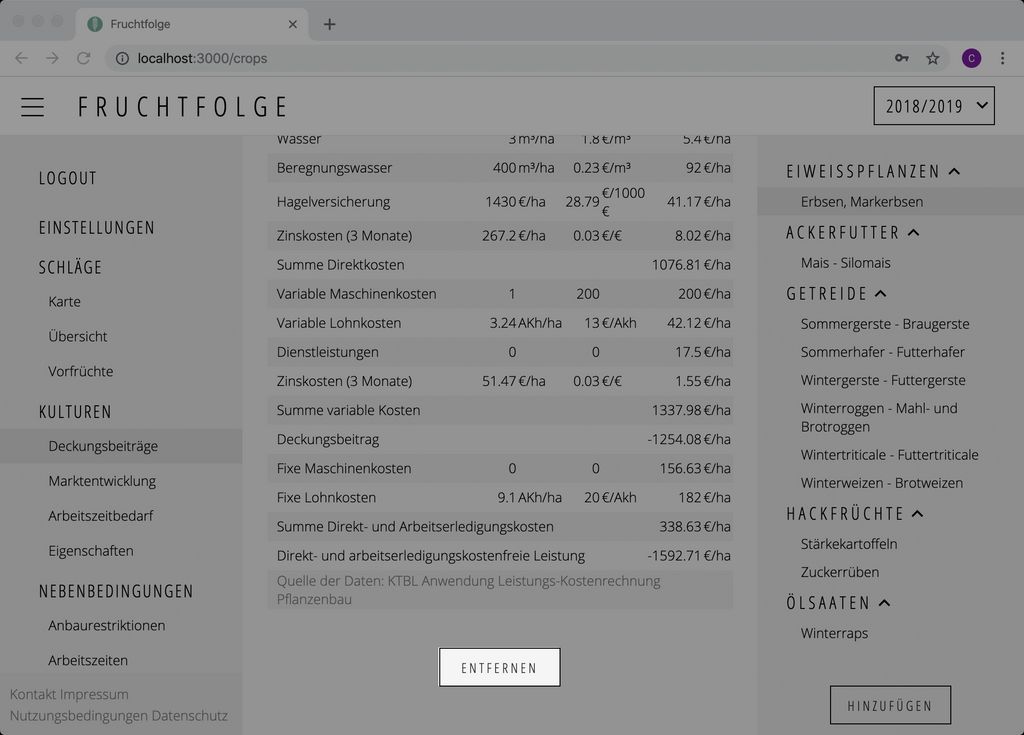 Fruchtfolge
localhost:3000/crops
C
FRUCHTFOLGE
2018/2019
LOGOUT
EINSTELLUNGEN
SCHLÄGE
Karte
Übersicht
Vorfrüchte
KULTUREN
Deckungsbeiträge
Marktentwicklung
Arbeitszeitbedarf
Eigenschaften
NEBENBEDINGUNGEN
Anbaurestriktionen
Arbeitszeiten
Kontakt Impressum
Nutzungsbedingungen Datenschutz
Wasser 3 m³/ha 1.8 €/m³ 5.4 €/ha
Beregnungswasser 400 m³/ha 0.23 €/m³ 92 €/ha
Hagelversicherung 1430 €/ha 28.79 €/1000 € 41.17 €/ha
Zinskosten (3 Monate) 267.2 €/ha 0.03 €/€ 8.02 €/ha
Summe Direktkosten 1076.81 €/ha
Variable Maschinenkosten 1 200 200 €/ha
Variable Lohnkosten 3.24 AKh/ha 13 €/Akh 42.12 €/ha
Dienstleistungen 0 0 17.5 €/ha
Zinskosten (3 Monate) 51.47 €/ha 0.03 €/€ 1.55 €/ha
Summe variable Kosten 1337.98 €/ha
Deckungsbeitrag -1254.08 €/ha
Fixe Maschinenkosten 0 0 156.63 €/ha
Fixe Lohnkosten 9.1 AKh/ha 20 €/Akh 182 €/ha
Summe Direkt- und Arbeitserledigungskosten 338.63 €/ha
Direkt- und arbeitserledigungskostenfreie Leistung -1592.71 €/ha
Quelle der Daten: KTBL Anwendung Leistungs-Kostenrechnung
Pflanzenbau
ENTFERNEN
EIWEISSPFLANZEN
Erbsen, Markerbsen
ACKERFUTTER
Mais - Silomais
GETREIDE
Sommergerste - Braugerste
Sommerhafer - Futterhafer
Wintergerste - Futtergerste
Winterroggen - Mahl- und
Brotroggen
Wintertriticale - Futtertriticale
Winterweizen - Brotweizen
HACKFRÜCHTE
Stärkekartoffeln
Zuckerrüben
ÖLSAATEN
Winterraps
HINZUFÜGEN